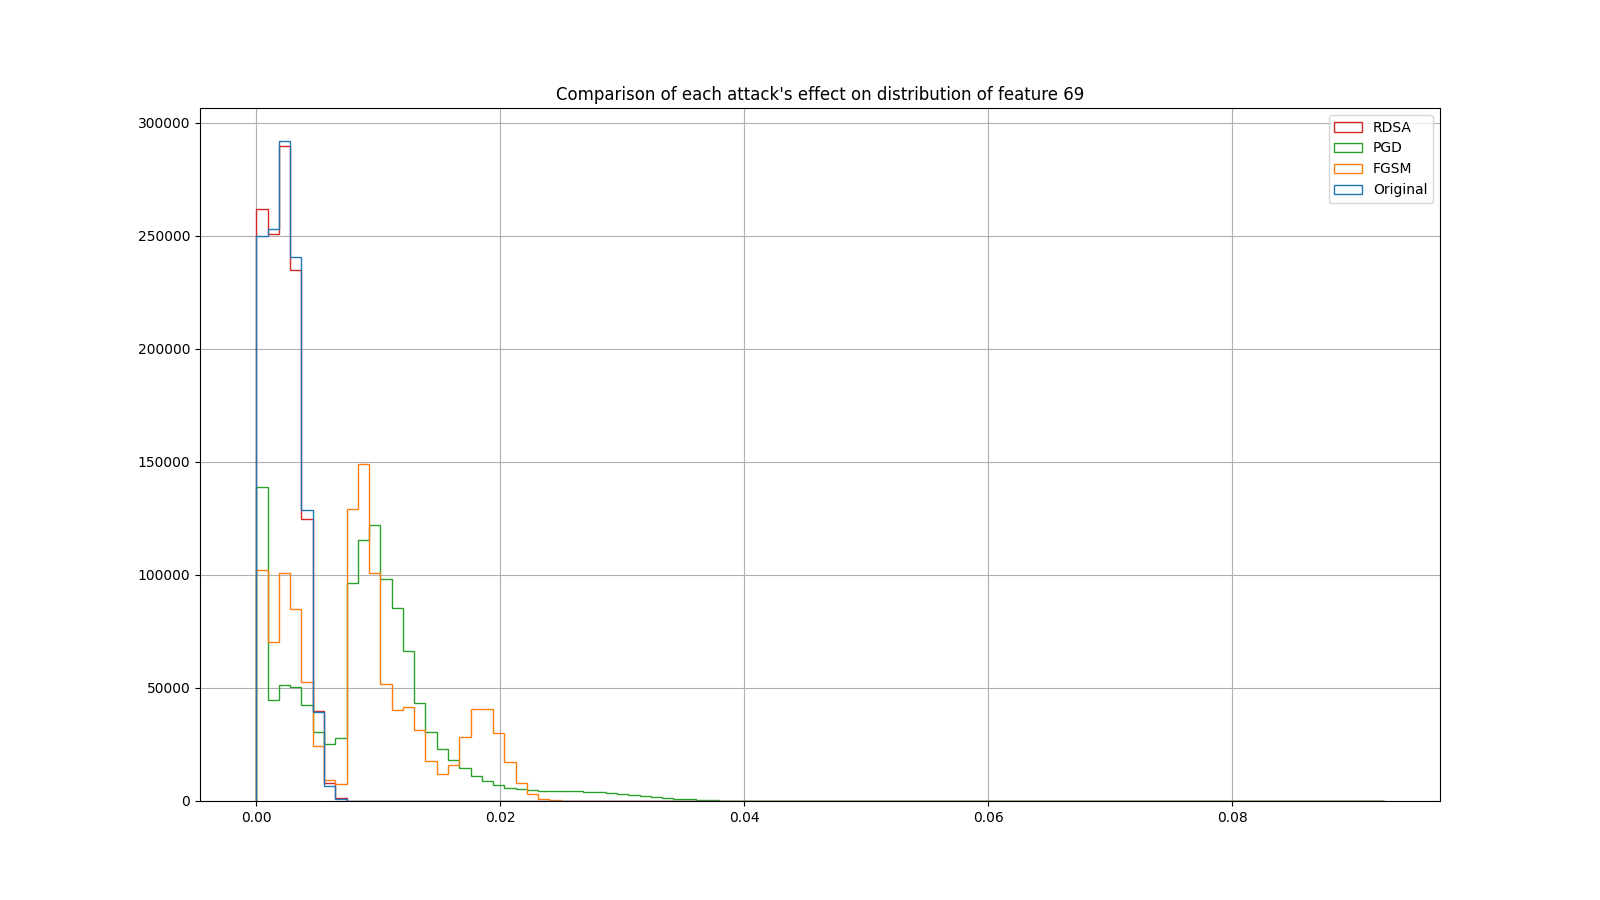 Comparison of each attack's effect on distribution of feature 69
300000
250000
200000
150000
100000
50000
0
0.00
0.02
0.04
0.06
0.08
RDSA
PGD
FGSM
Original